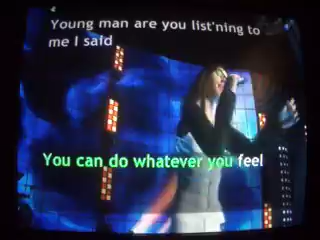 Young man are you list'ning to
me I said
You can do whatever you feel